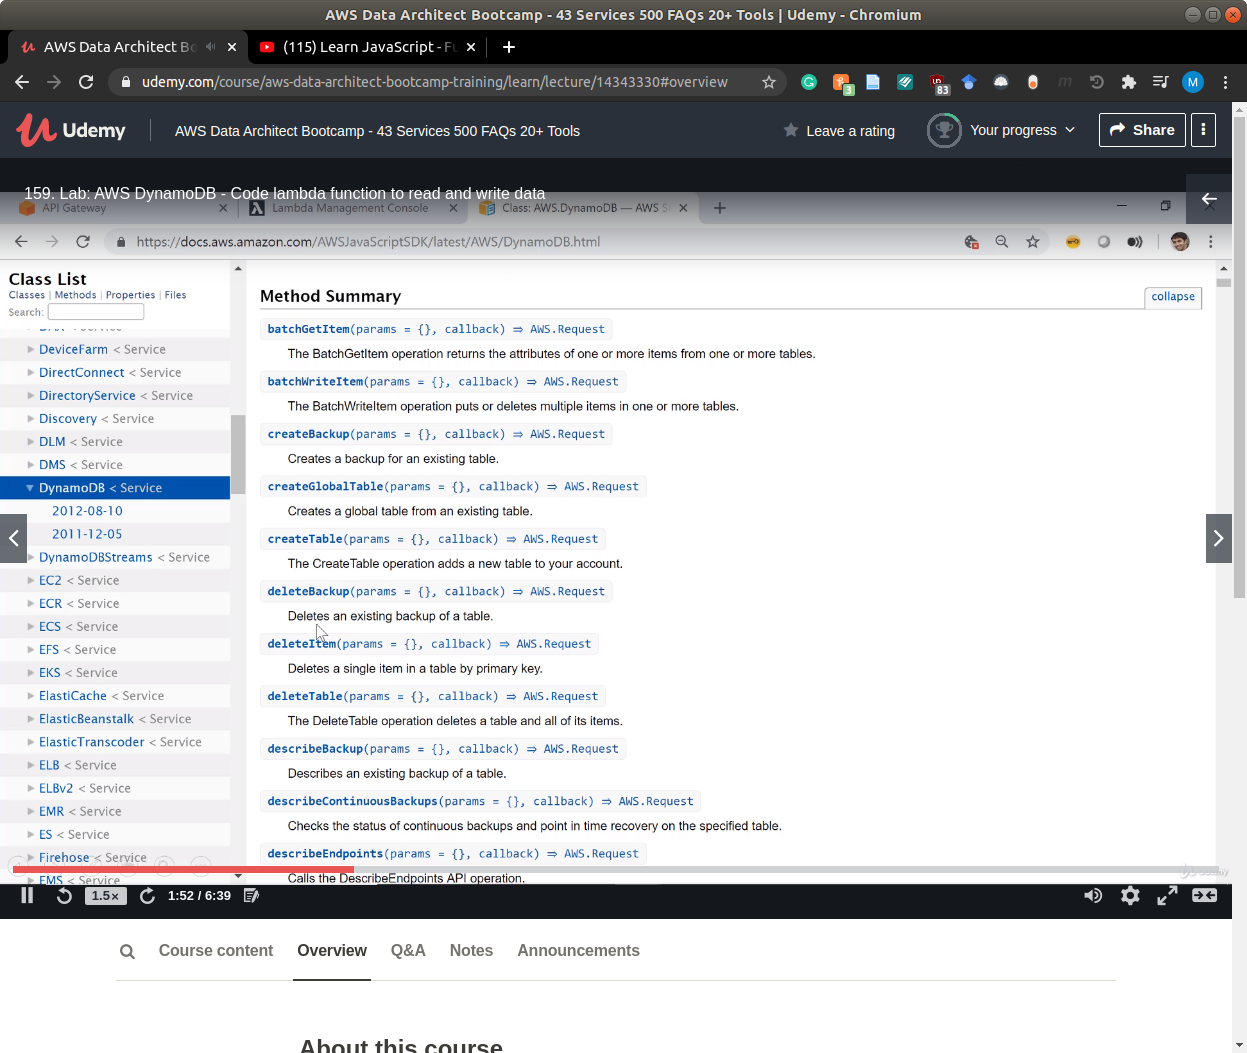 AWS Data Architect Bootcamp - 43 Services 500 FAQs 20+ Tools | Udemy - Chromium
AWS Data Architect Bo
(115) Learn JavaScript - Fu
udemy.com/course/aws-data-architect-bootcamp-training/learn/lecture/14343330#overview
3
83
M
Udemy
AWS Data Architect Bootcamp - 43 Services 500 FAQs 20+ Tools
Leave a rating
Your progress
Share
159. Lab: AWS DynamoDB - Code lambda function to read and write data
API Gateway
Lambda Management Console
Class: AWS.DynamoDB — AWS S
https://docs.aws.amazon.com/AWSJavaScriptSDK/latest/AWS/DynamoDB.html
Class List
Classes | Methods | Properties | Files
Search:
DAX < Service
DeviceFarm < Service
DirectConnect < Service
DirectoryService < Service
Discovery < Service
DLM < Service
DMS < Service
DynamoDB < Service
2012-08-10
2011-12-05
DynamoDBStreams < Service
EC2 < Service
ECR < Service
ECS < Service
EFS < Service
EKS < Service
ElastiCache < Service
ElasticBeanstalk < Service
ElasticTranscoder < Service
ELB < Service
ELBv2 < Service
EMR < Service
ES < Service
Firehose < Service
FMS < Service
Method Summary
collapse
batchGetItem(params = {}, callback) ⇒ AWS.Request
The BatchGetItem operation returns the attributes of one or more items from one or more tables.
batchWriteItem(params = {}, callback) ⇒ AWS.Request
The BatchWriteItem operation puts or deletes multiple items in one or more tables.
createBackup(params = {}, callback) ⇒ AWS.Request
Creates a backup for an existing table.
createGlobalTable(params = {}, callback) ⇒ AWS.Request
Creates a global table from an existing table.
createTable(params = {}, callback) ⇒ AWS.Request
The CreateTable operation adds a new table to your account.
deleteBackup(params = {}, callback) ⇒ AWS.Request
Deletes an existing backup of a table.
deleteItem(params = {}, callback) ⇒ AWS.Request
Deletes a single item in a table by primary key.
deleteTable(params = {}, callback) ⇒ AWS.Request
The DeleteTable operation deletes a table and all of its items.
describeBackup(params = {}, callback) ⇒ AWS.Request
Describes an existing backup of a table.
describeContinuousBackups(params = {}, callback) ⇒ AWS.Request
Checks the status of continuous backups and point in time recovery on the specified table.
describeEndpoints(params = {}, callback) ⇒ AWS.Request
Calls the DescribeEndpoints API operation.
Udemy
1.5×
1:52 / 6:39
Course content
Overview
Q&A
Notes
Announcements
About this course